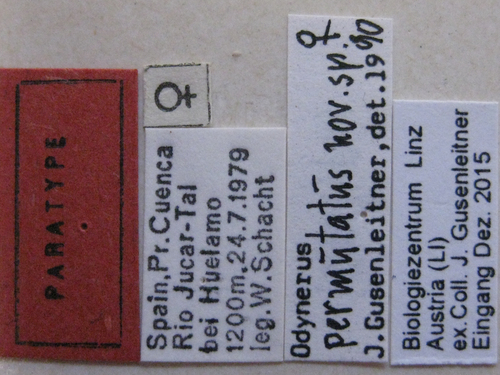 PARATYPE
♀
Spain,Pr.Cuenca
Rio Jucar-Tal
bei Huelamo
1200m,24.7.1979
leg.W.Schacht
Odynerus ♀
permutatus nov.sp.
J.Gusenleitner,det.1990
Biologiezentrum Linz
Austria (LI)
ex.Coll. J. Gusenleitner
Eingang Dez. 2015